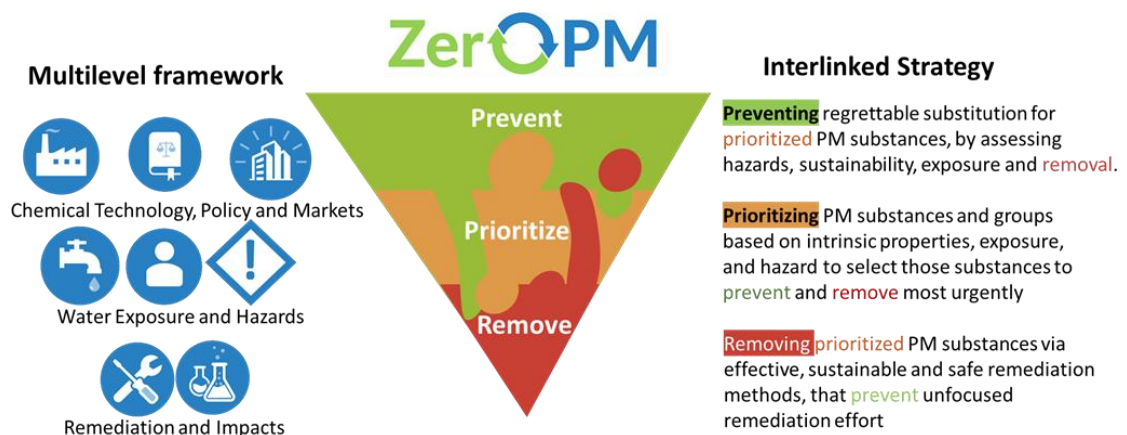 ZeroPM
Multilevel framework
Chemical Technology, Policy and Markets
Water Exposure and Hazards
Remediation and Impacts
Prevent
Prioritize
Remove
Interlinked Strategy
Preventing regrettable substitution for
prioritized PM substances, by assessing
hazards, sustainability, exposure and removal.
Prioritizing PM substances and groups
based on intrinsic properties, exposure,
and hazard to select those substances to
prevent and remove most urgently
Removing prioritized PM substances via
effective, sustainable and safe remediation
methods, that prevent unfocused
remediation effort